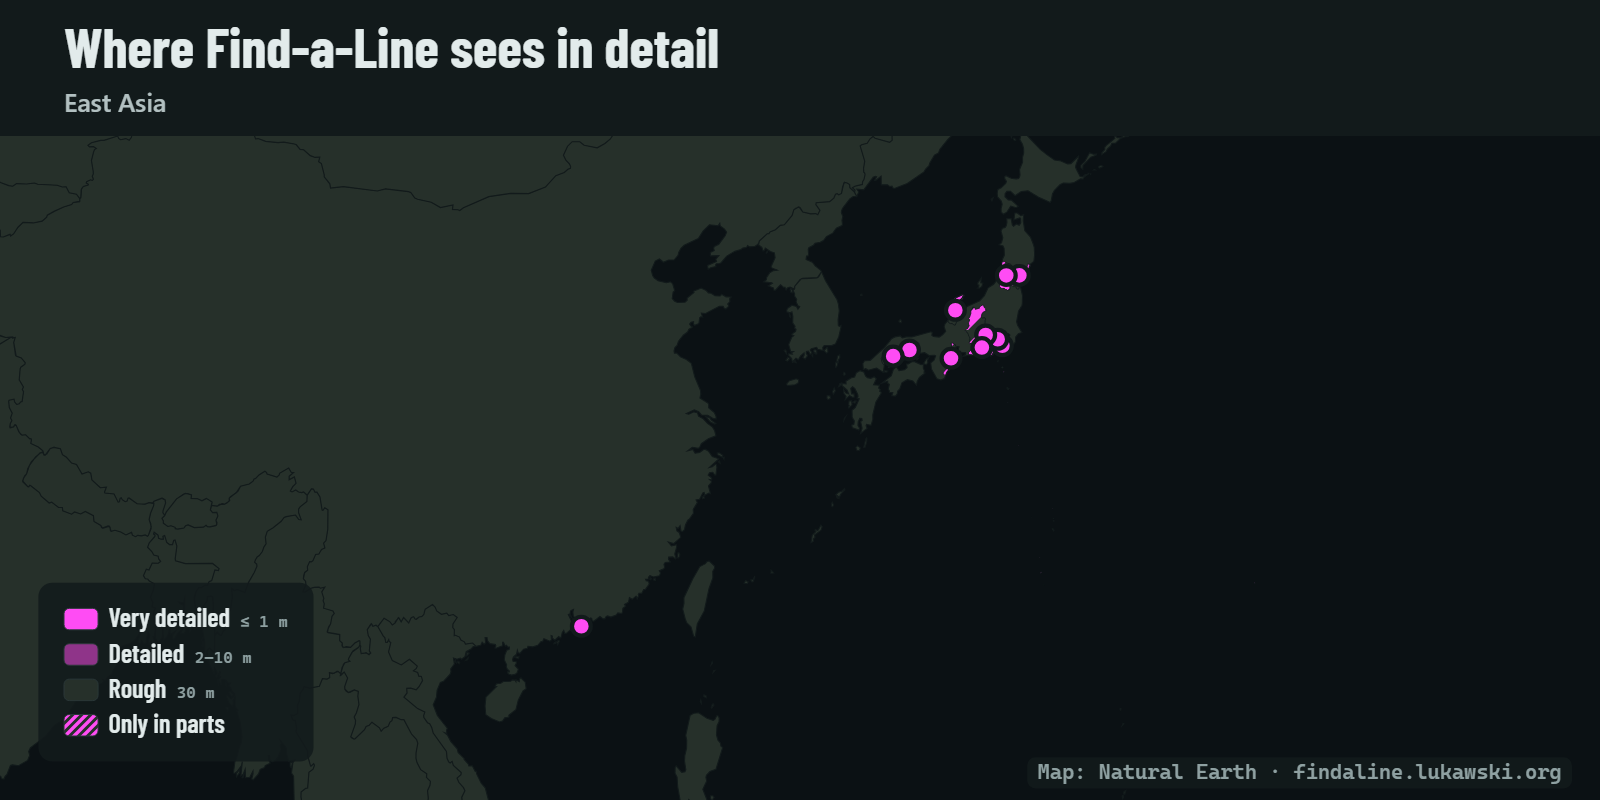 Where Find-a-Line sees in detail
East Asia
Very detailed ≤ 1 m
Detailed 2–10 m
Rough 30 m
Only in parts
Map: Natural Earth · findaline.lukawski.org